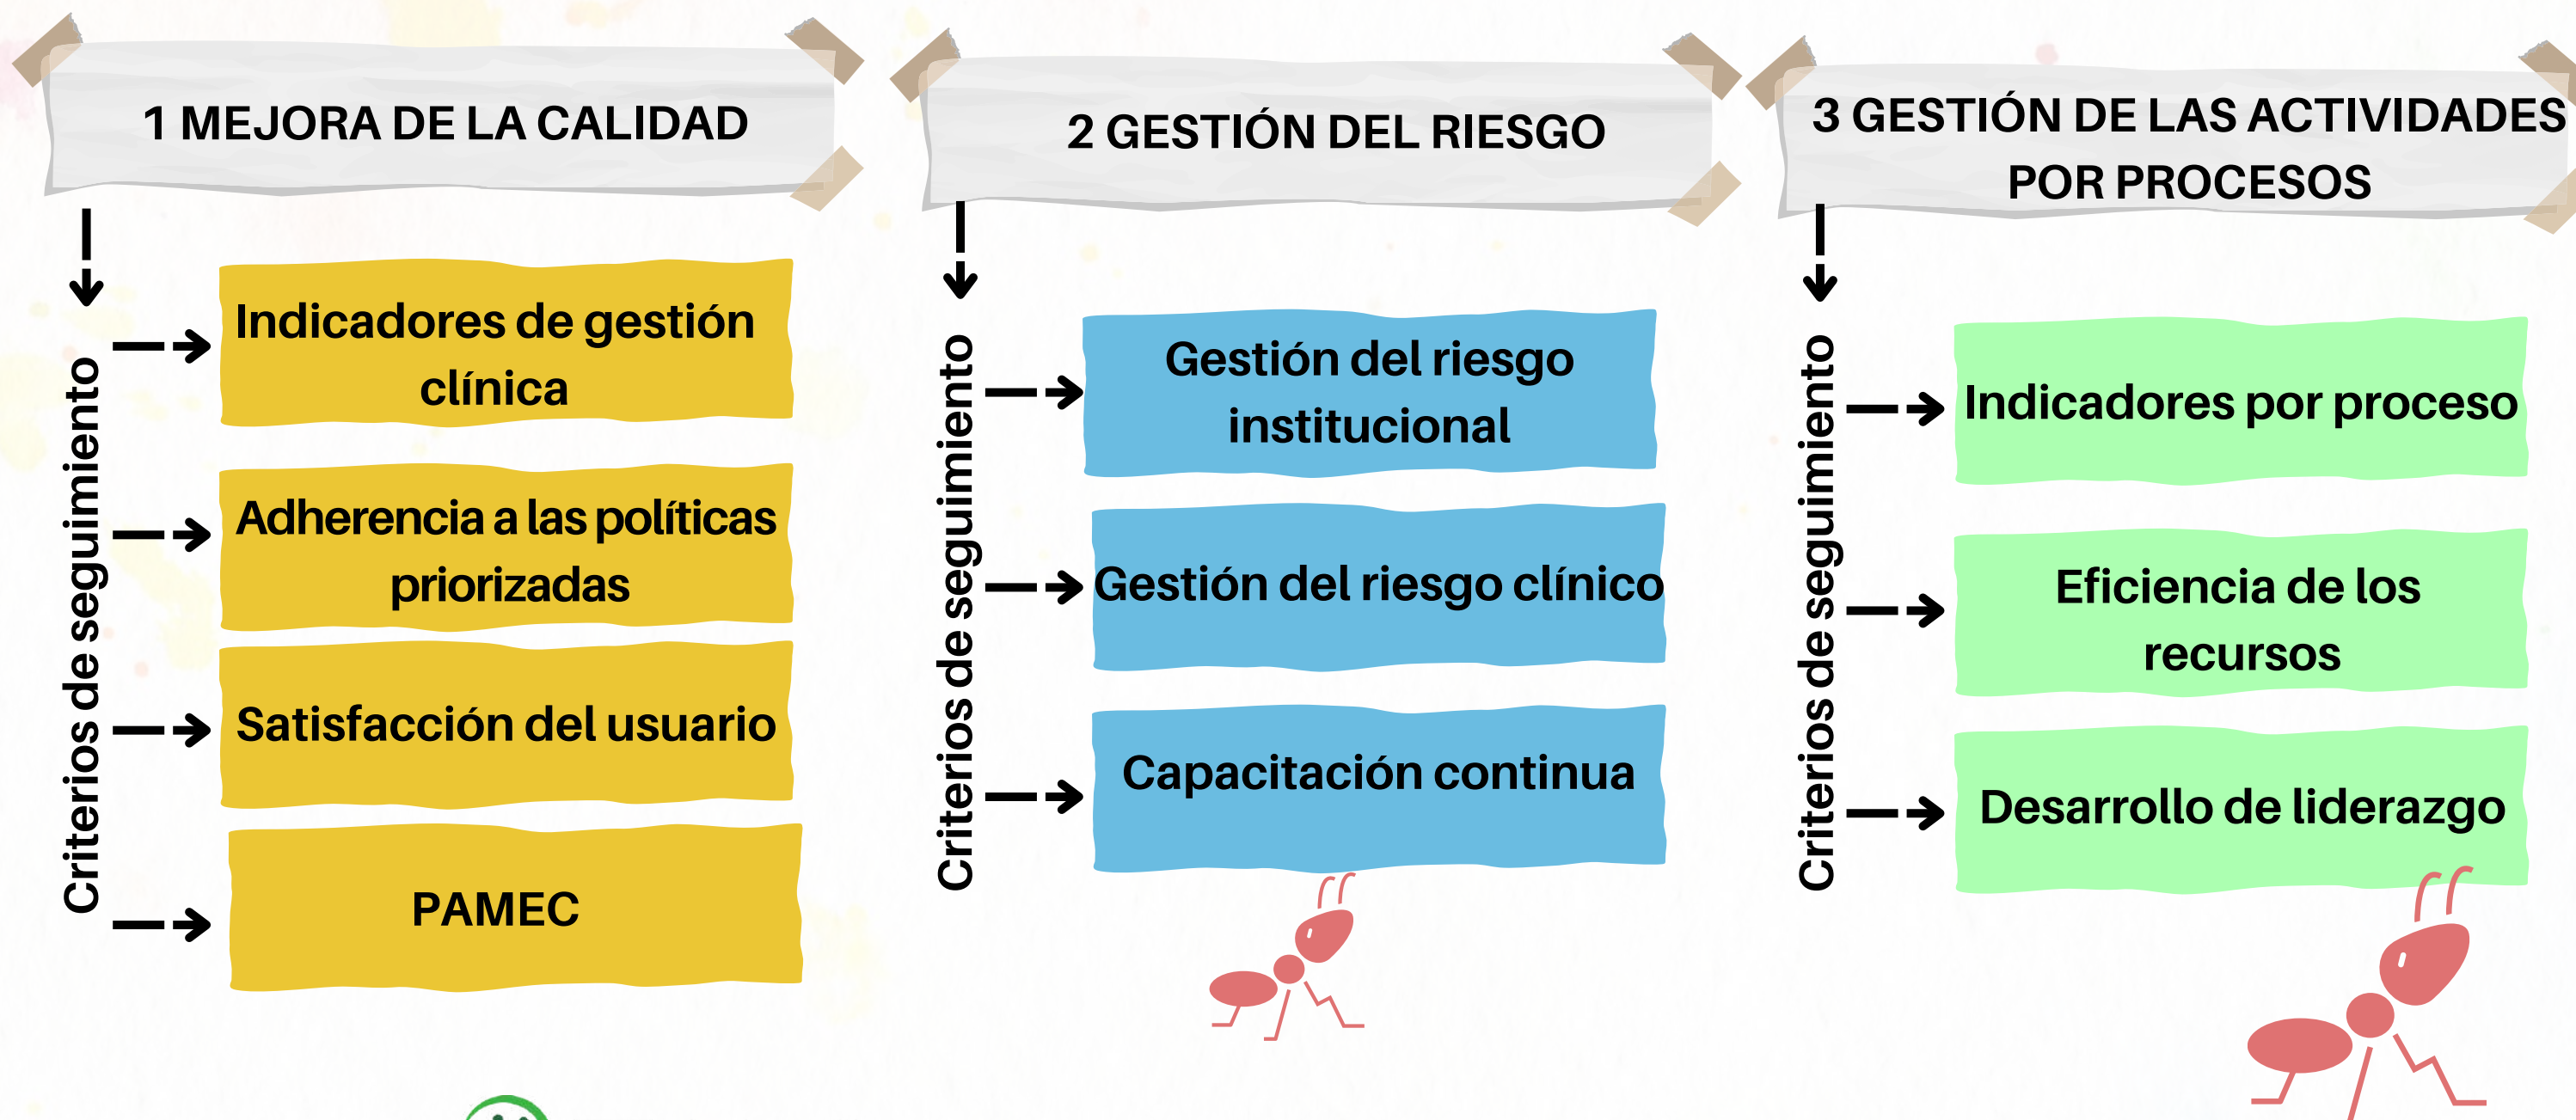 1 MEJORA DE LA CALIDAD
Criterios de seguimiento
Indicadores de gestión
clínica
Adherencia a las políticas
priorizadas
Satisfacción del usuario
PAMEC
2 GESTIÓN DEL RIESGO
Criterios de seguimiento
Gestión del riesgo
institucional
Gestión del riesgo clínico
Capacitación continua
3 GESTIÓN DE LAS ACTIVIDADES
POR PROCESOS
Criterios de seguimiento
Indicadores por proceso
Eficiencia de los
recursos
Desarrollo de liderazgo